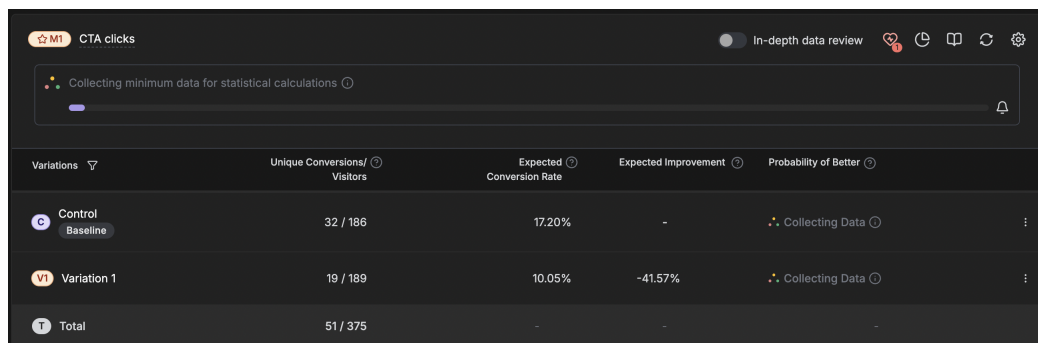 M1 CTA clicks In-depth data review 1
Collecting minimum data for statistical calculations
Variations Unique Conversions/ Visitors Expected Conversion Rate Expected Improvement Probability of Better
C Control 32 / 186 17.20% - Collecting Data
Baseline
V1 Variation 1 19 / 189 10.05% -41.57% Collecting Data
T Total 51 / 375 - - -